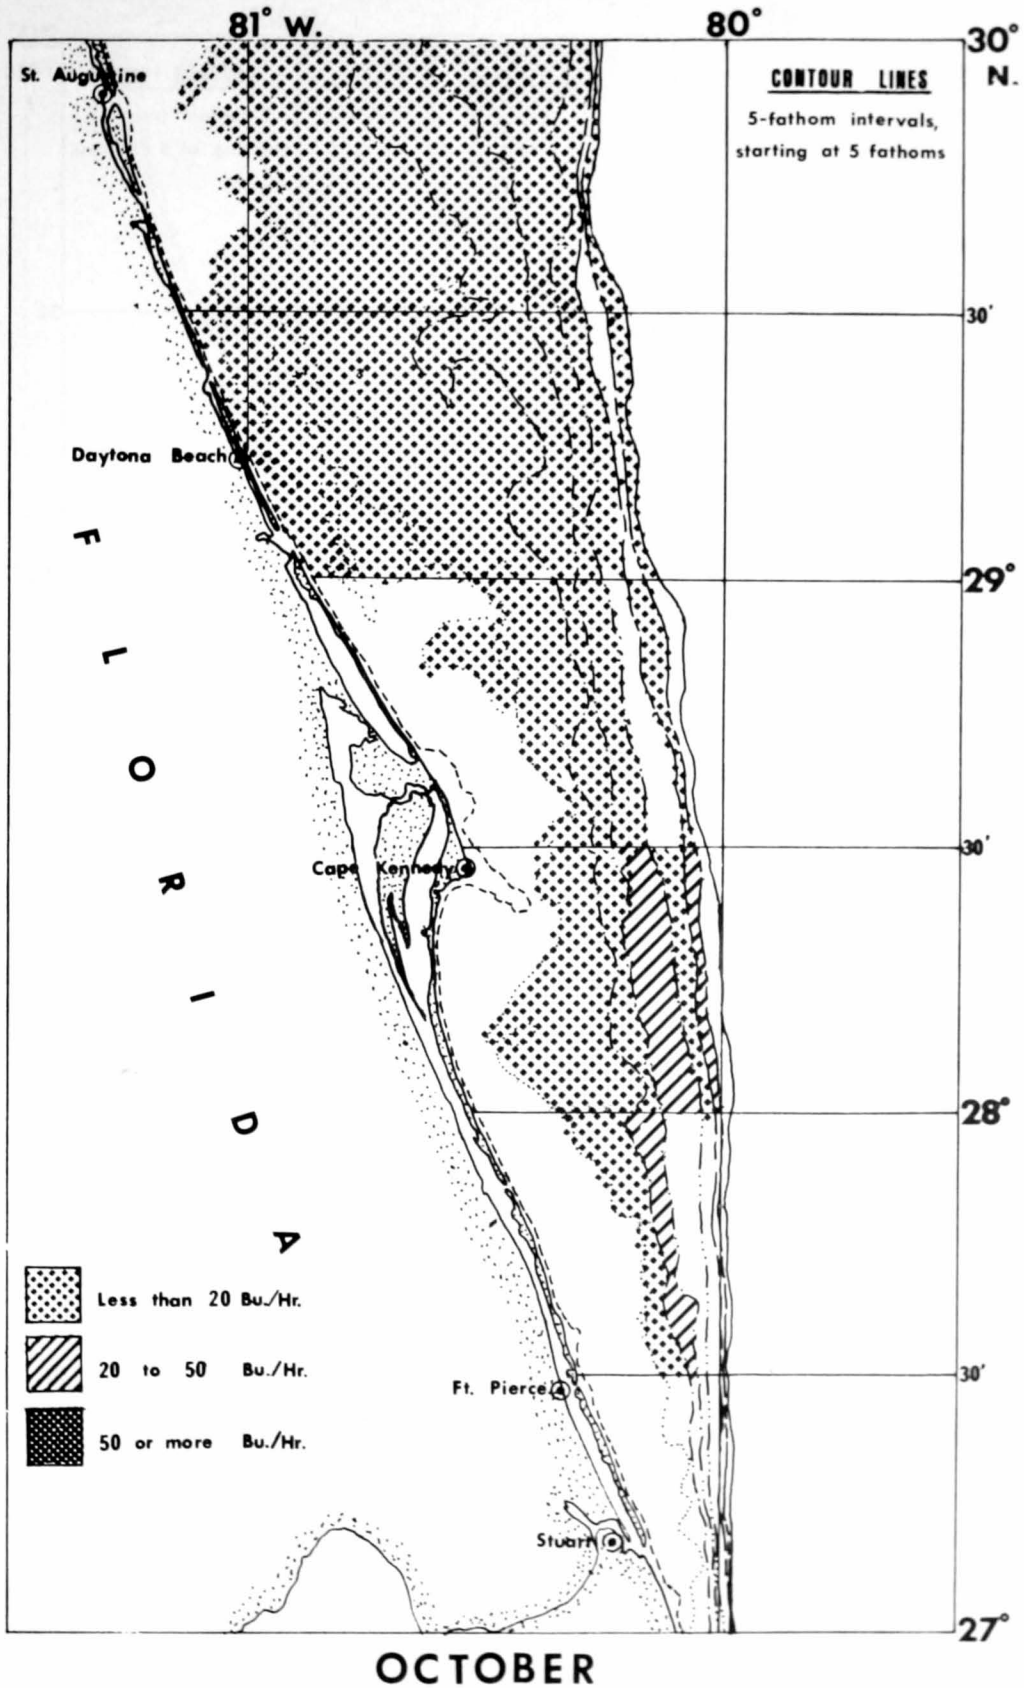 81° W.
80°
30°
N.
St. Augustine
CONTOUR LINES
5-fathom intervals,
starting at 5 fathoms
30'
Daytona Beach
29°
30'
Cape Kennedy
28°
FLORIDA
Less than 20 Bu./Hr.
20 to 50 Bu./Hr.
50 or more Bu./Hr.
30'
Ft. Pierce
Stuart
27°
OCTOBER